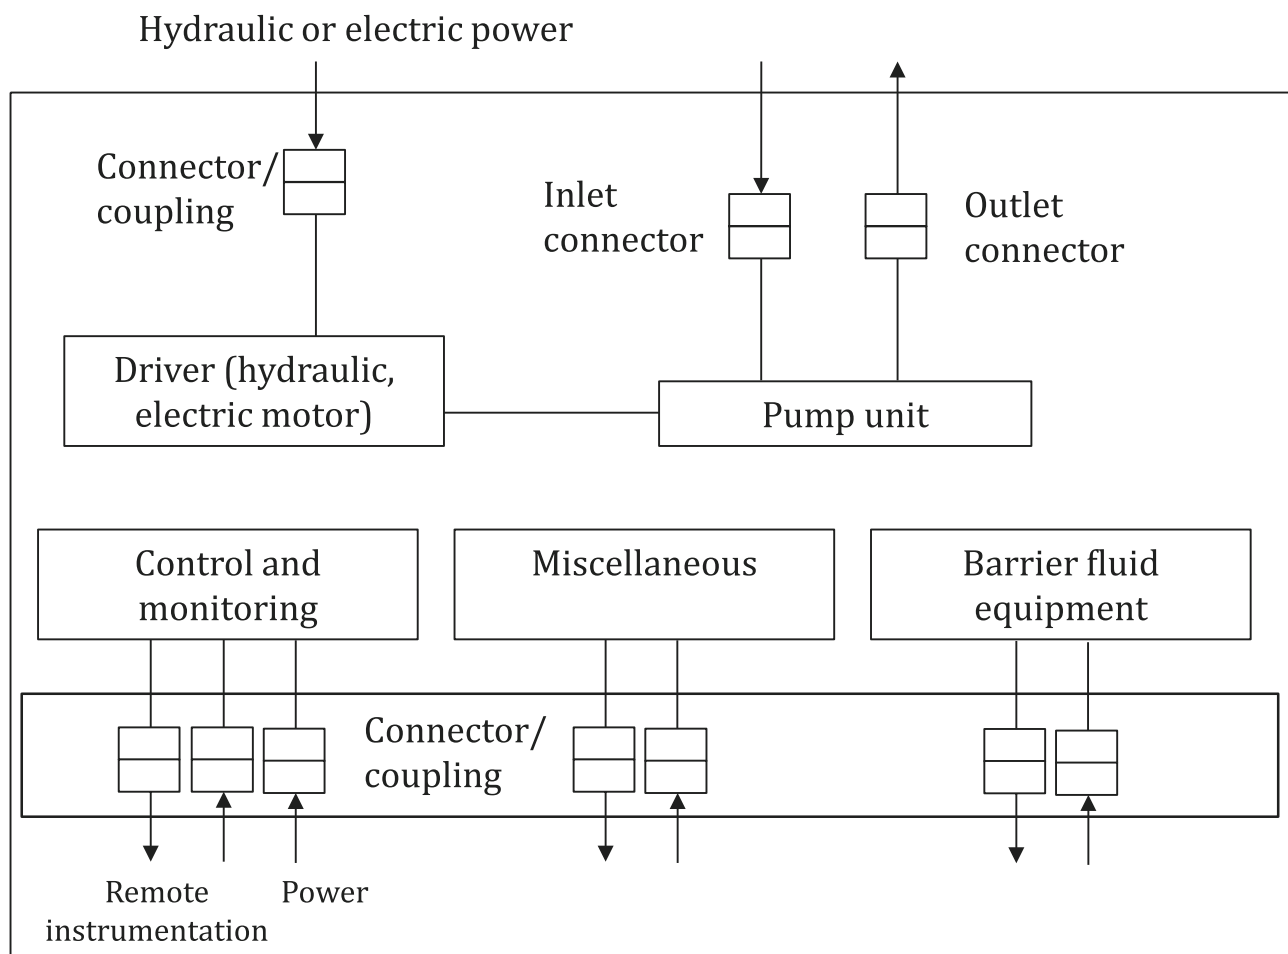 Hydraulic or electric power
Connector/
coupling
Inlet
connector
Outlet
connector
Driver (hydraulic,
electric motor)
Pump unit
Control and
monitoring
Miscellaneous
Barrier fluid
equipment
Connector/
coupling
Remote
instrumentation
Power